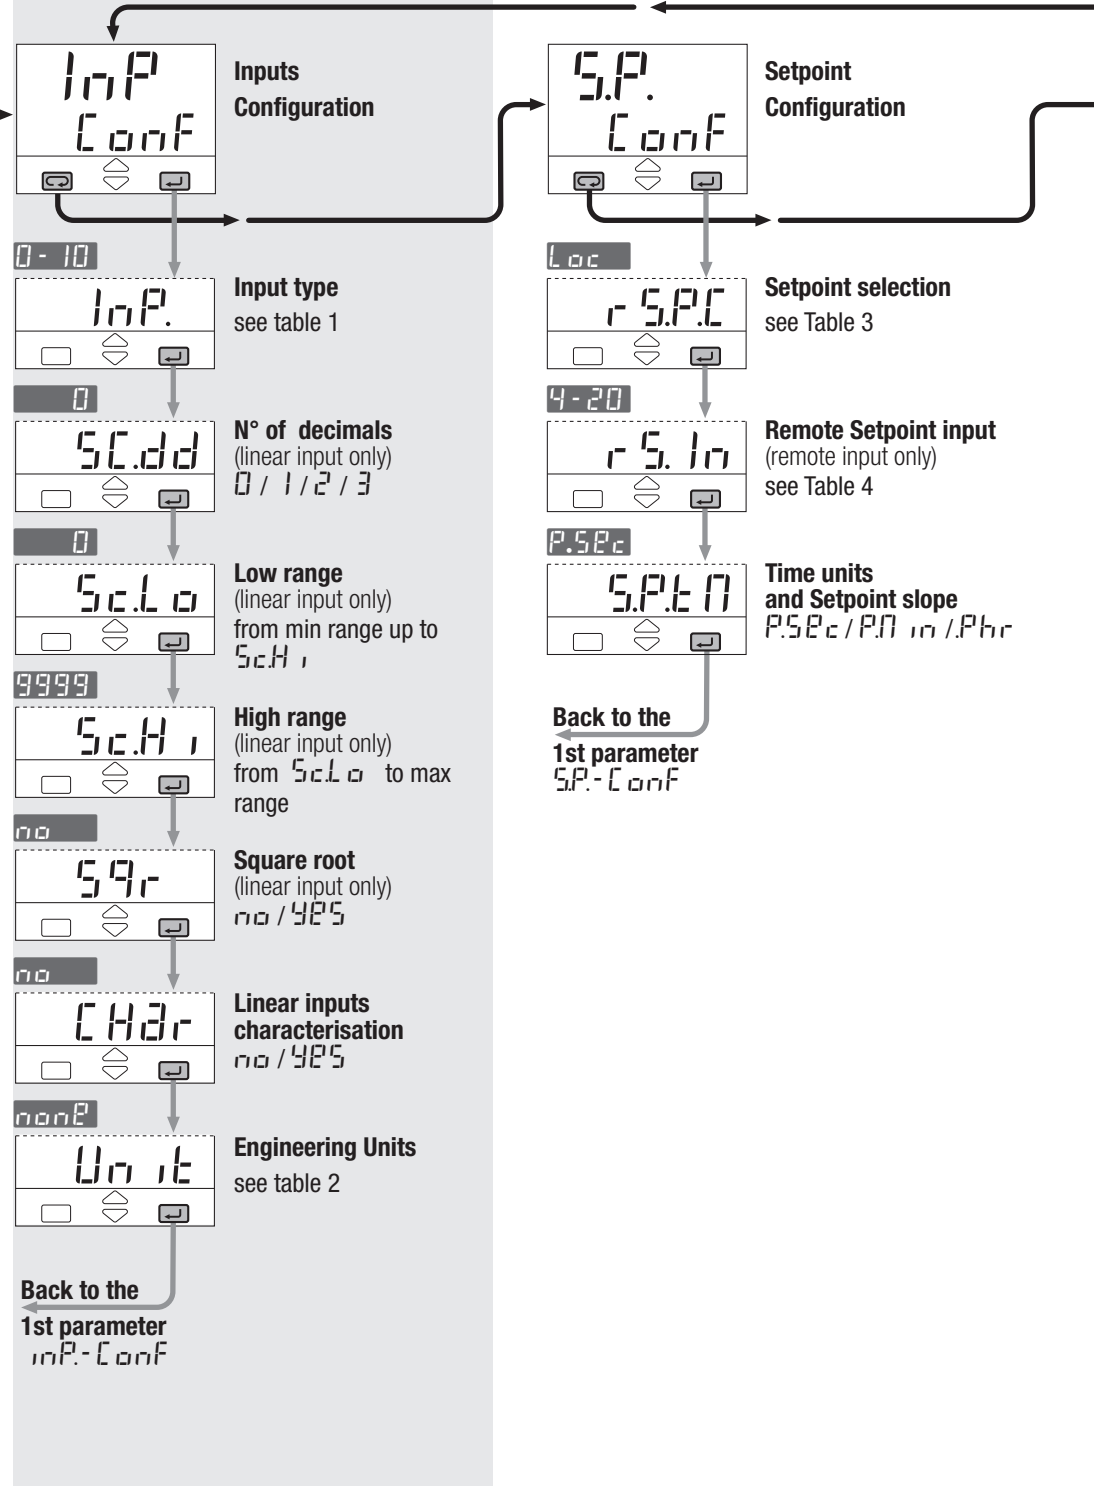 InP
ConF
Inputs
Configuration
0-10
InP.
Input type
see table 1
0
SC.dd
N° of decimals
(linear input only)
0 / 1 / 2 / 3
0
Sc.Lo
Low range
(linear input only)
from min range up to
Sc.Hi
9999
Sc.Hi
High range
(linear input only)
from Sc.Lo to max
range
no
Sqr
Square root
(linear input only)
no / YES
no
CHar
Linear inputs
characterisation
no / YES
nonE
Unit
Engineering Units
see table 2
Back to the
1st parameter
inP.-ConF
S.P.
ConF
Setpoint
Configuration
Loc
rS.P.C
Setpoint selection
see Table 3
4-20
rS.In
Remote Setpoint input
(remote input only)
see Table 4
P.SEc
S.P.tM
Time units
and Setpoint slope
P.SEc / P.Min /.Phr
Back to the
1st parameter
S.P.-ConF